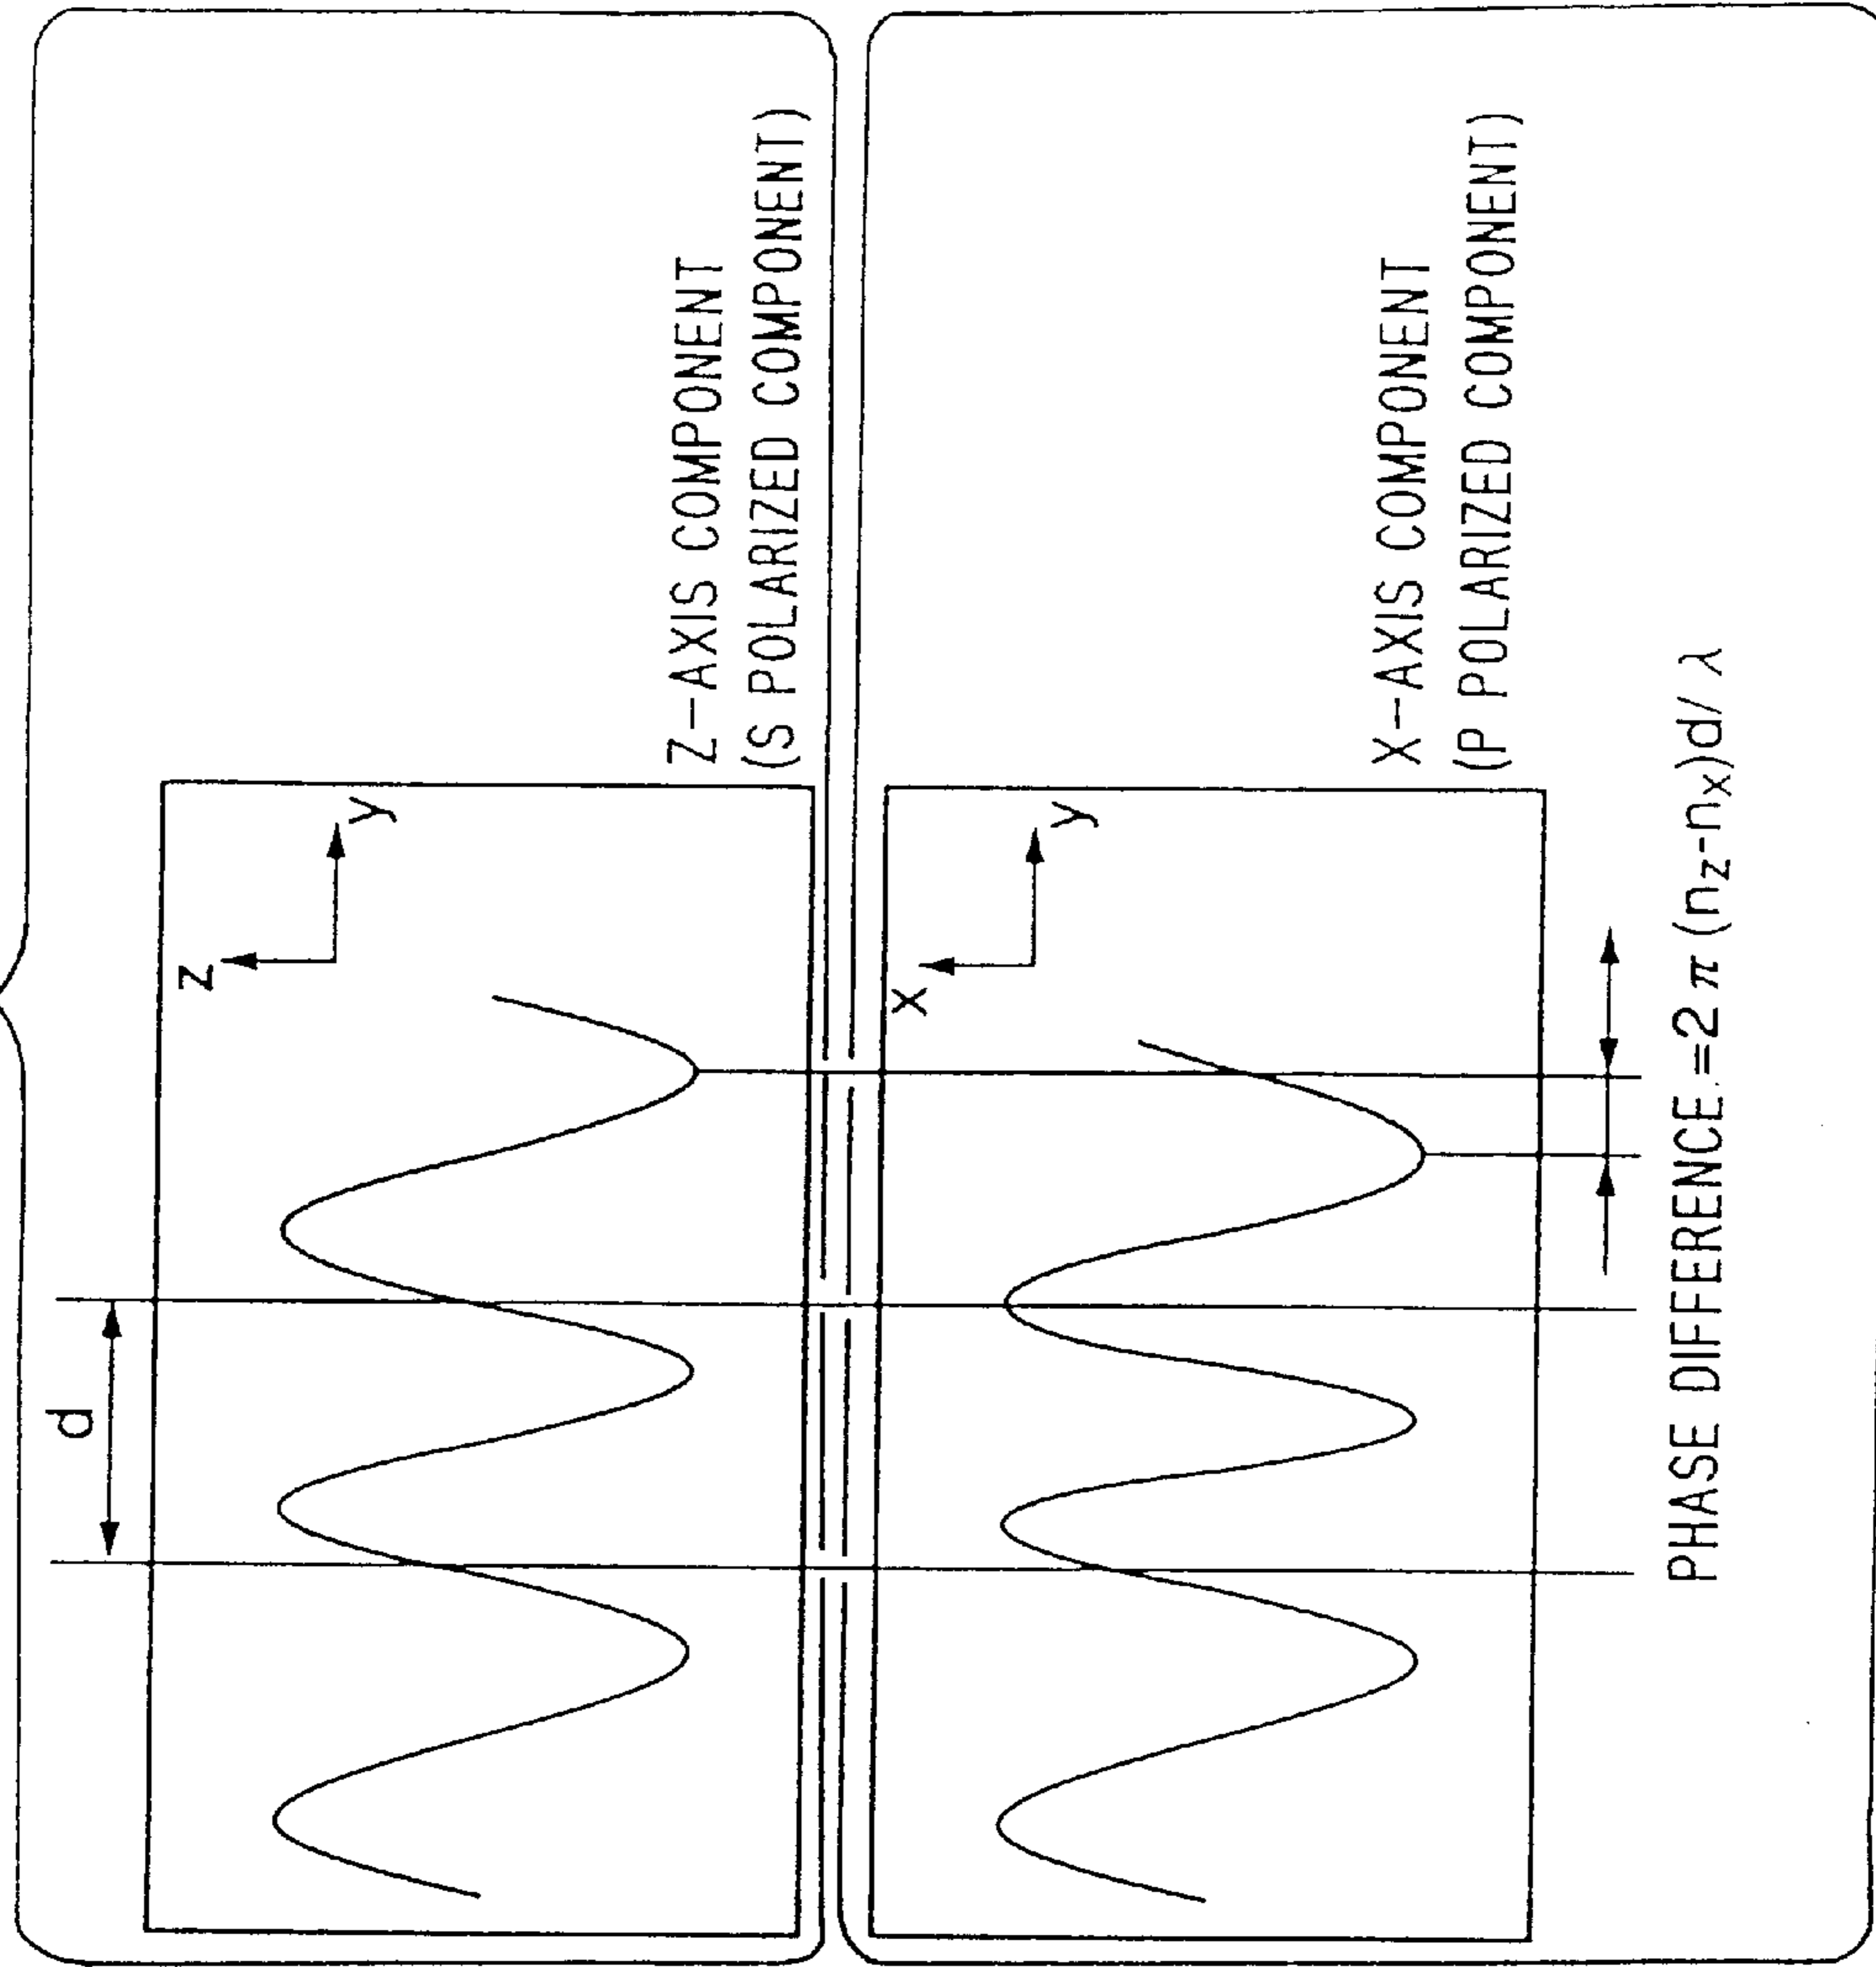 d
z
y
Z-AXIS COMPONENT
(S POLARIZED COMPONENT)
x
y
X-AXIS COMPONENT
(P POLARIZED COMPONENT)
PHASE DIFFERENCE=2π(nz-nx)d/λ